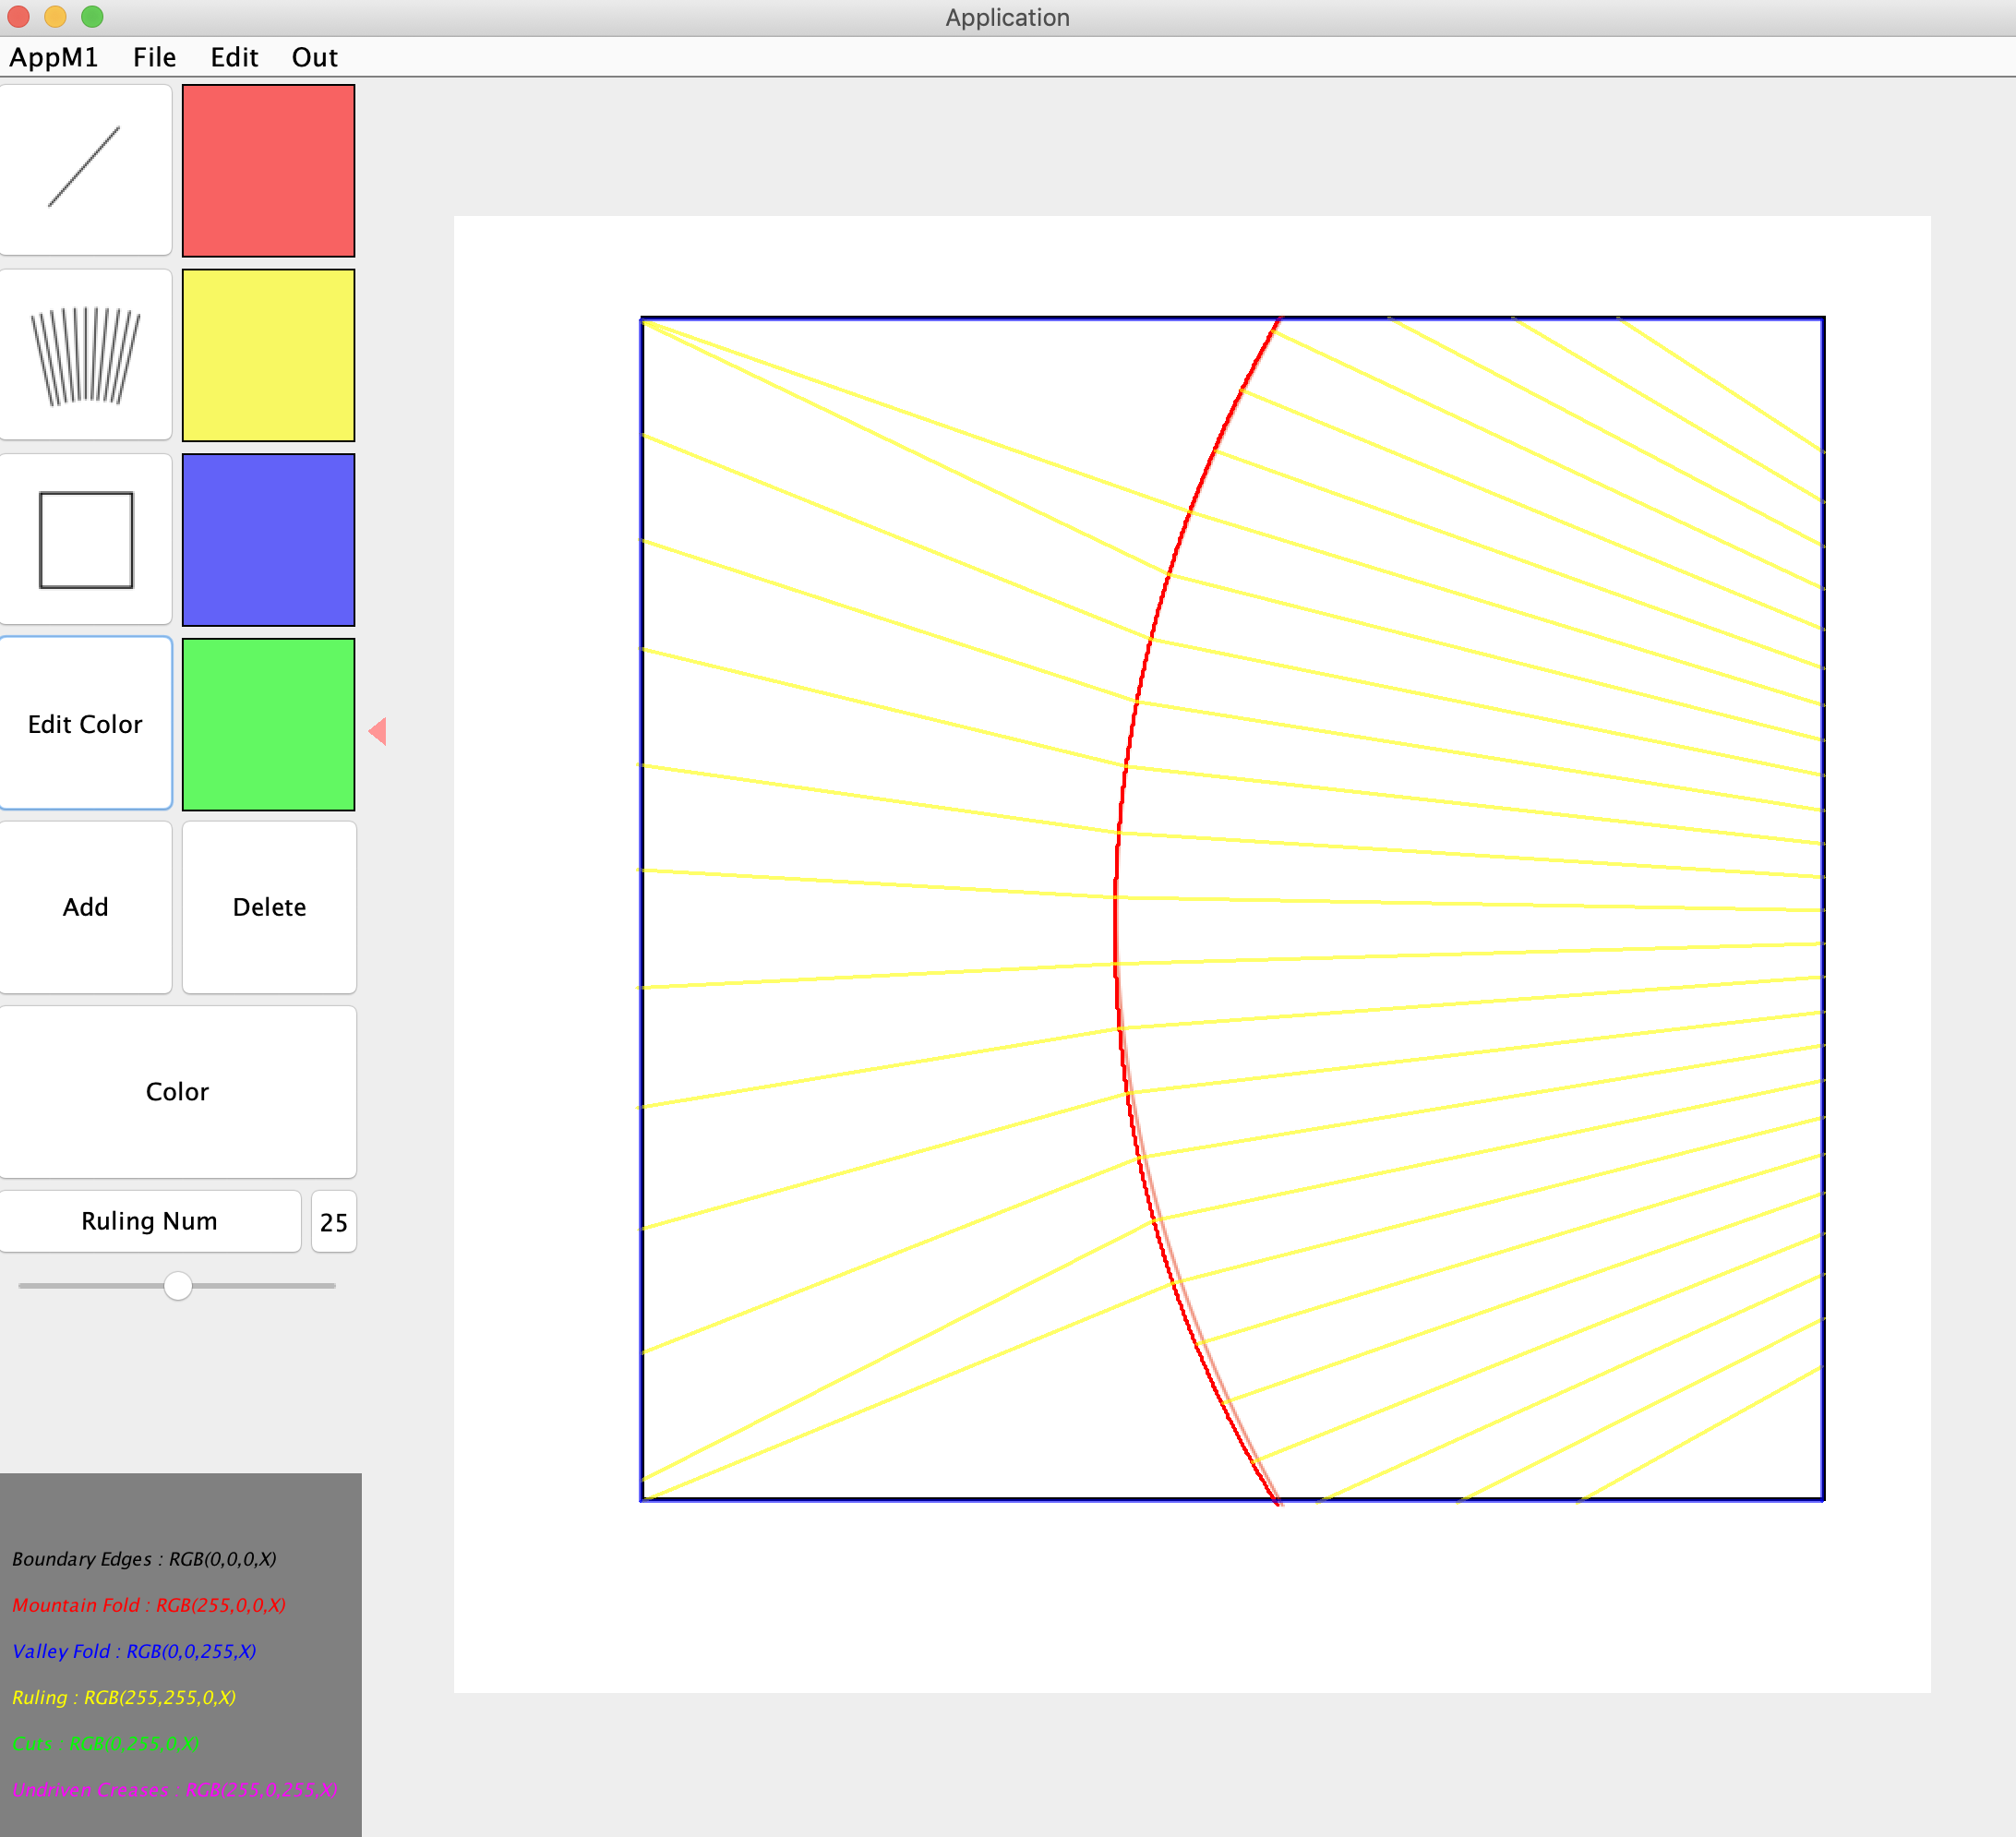 Application
AppM1 File Edit Out
Edit Color
Add Delete
Color
Ruling Num 25
Boundary Edges : RGB(0,0,0,X)
Mountain Fold : RGB(255,0,0,X)
Valley Fold : RGB(0,0,255,X)
Ruling : RGB(255,255,0,X)
Cuts : RGB(0,255,0,X)
Undriven Creases : RGB(255,0,255,X)